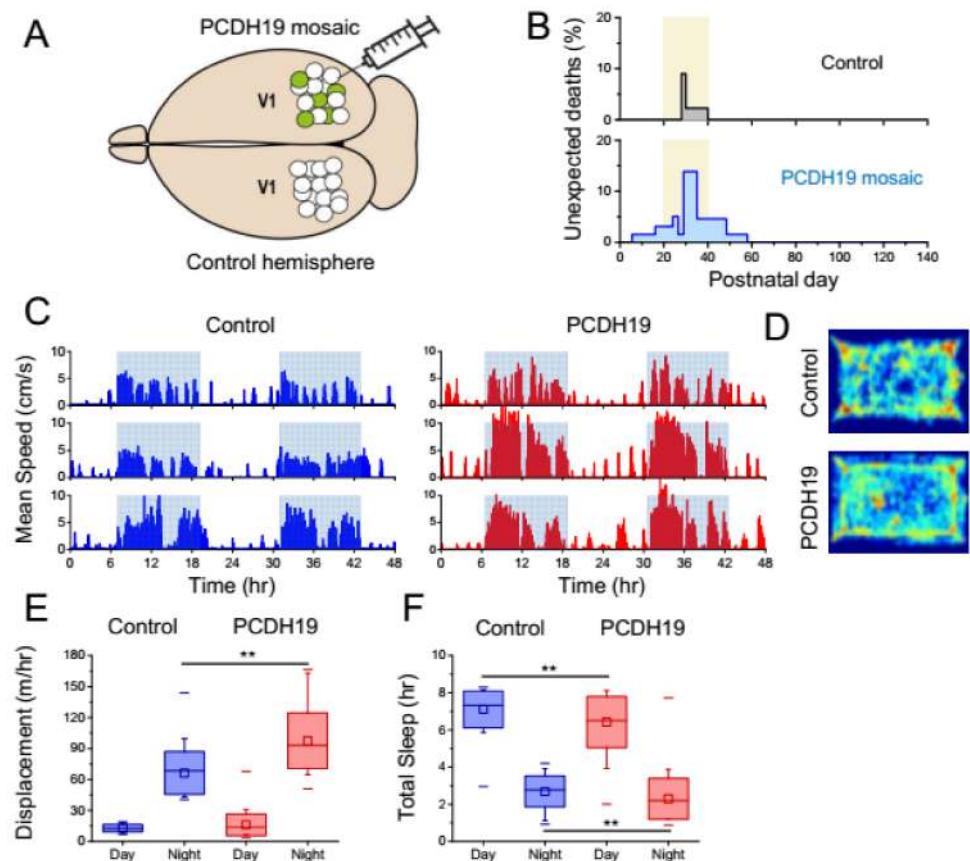 A
PCDH19 mosaic
V1
V1
Control hemisphere
B
Unexpected deaths (%)
20
10
0
Control
20
10
0
PCDH19 mosaic
0 20 40 60 80 100 120 140
Postnatal day
C
Control
PCDH19
Mean Speed (cm/s)
10
5
0
10
5
0
10
5
0
10
5
0
10
5
0
10
5
0
0 6 12 18 24 30 36 42 48
0 6 12 18 24 30 36 42 48
Time (hr)
Time (hr)
D
Control
PCDH19
E
Control PCDH19
Displacement (m/hr)
180
150
120
90
60
30
0
**
Day Night Day Night
F
Control PCDH19
Total Sleep (hr)
10
8
6
4
2
0
**
**
Day Night Day Night